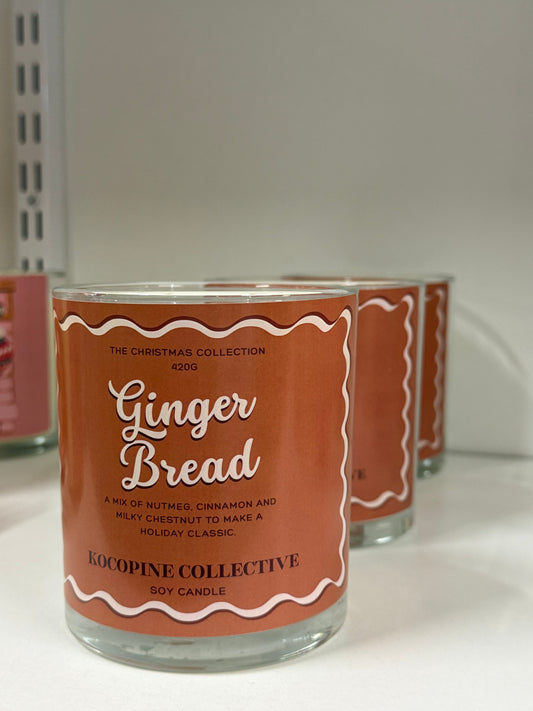 THE CHRISTMAS COLLECTION
420G
Ginger
Bread
A MIX OF NUTMEG, CINNAMON AND
MILKY CHESTNUT TO MAKE A
HOLIDAY CLASSIC.
KOCOPINE COLLECTIVE
SOY CANDLE
VE